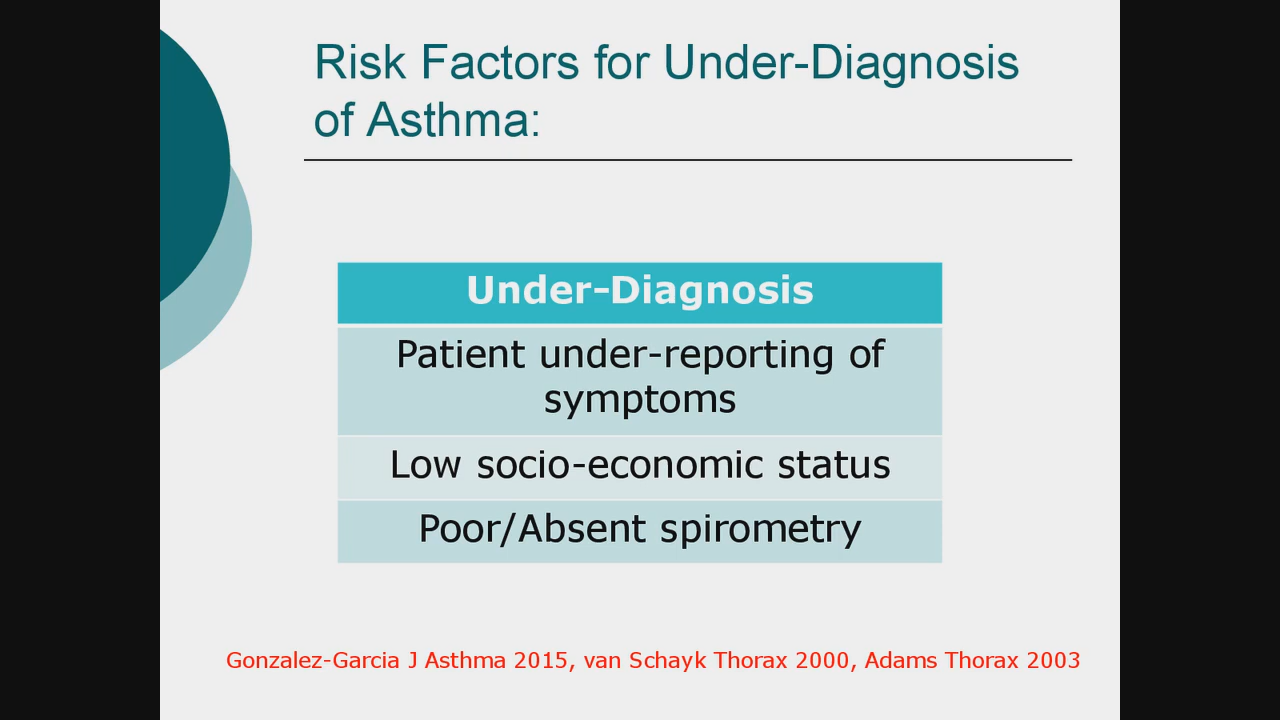 Risk Factors for Under-Diagnosis
of Asthma:
Under-Diagnosis
Patient under-reporting of
symptoms
Low socio-economic status
Poor/Absent spirometry
Gonzalez-Garcia J Asthma 2015, van Schayk Thorax 2000, Adams Thorax 2003